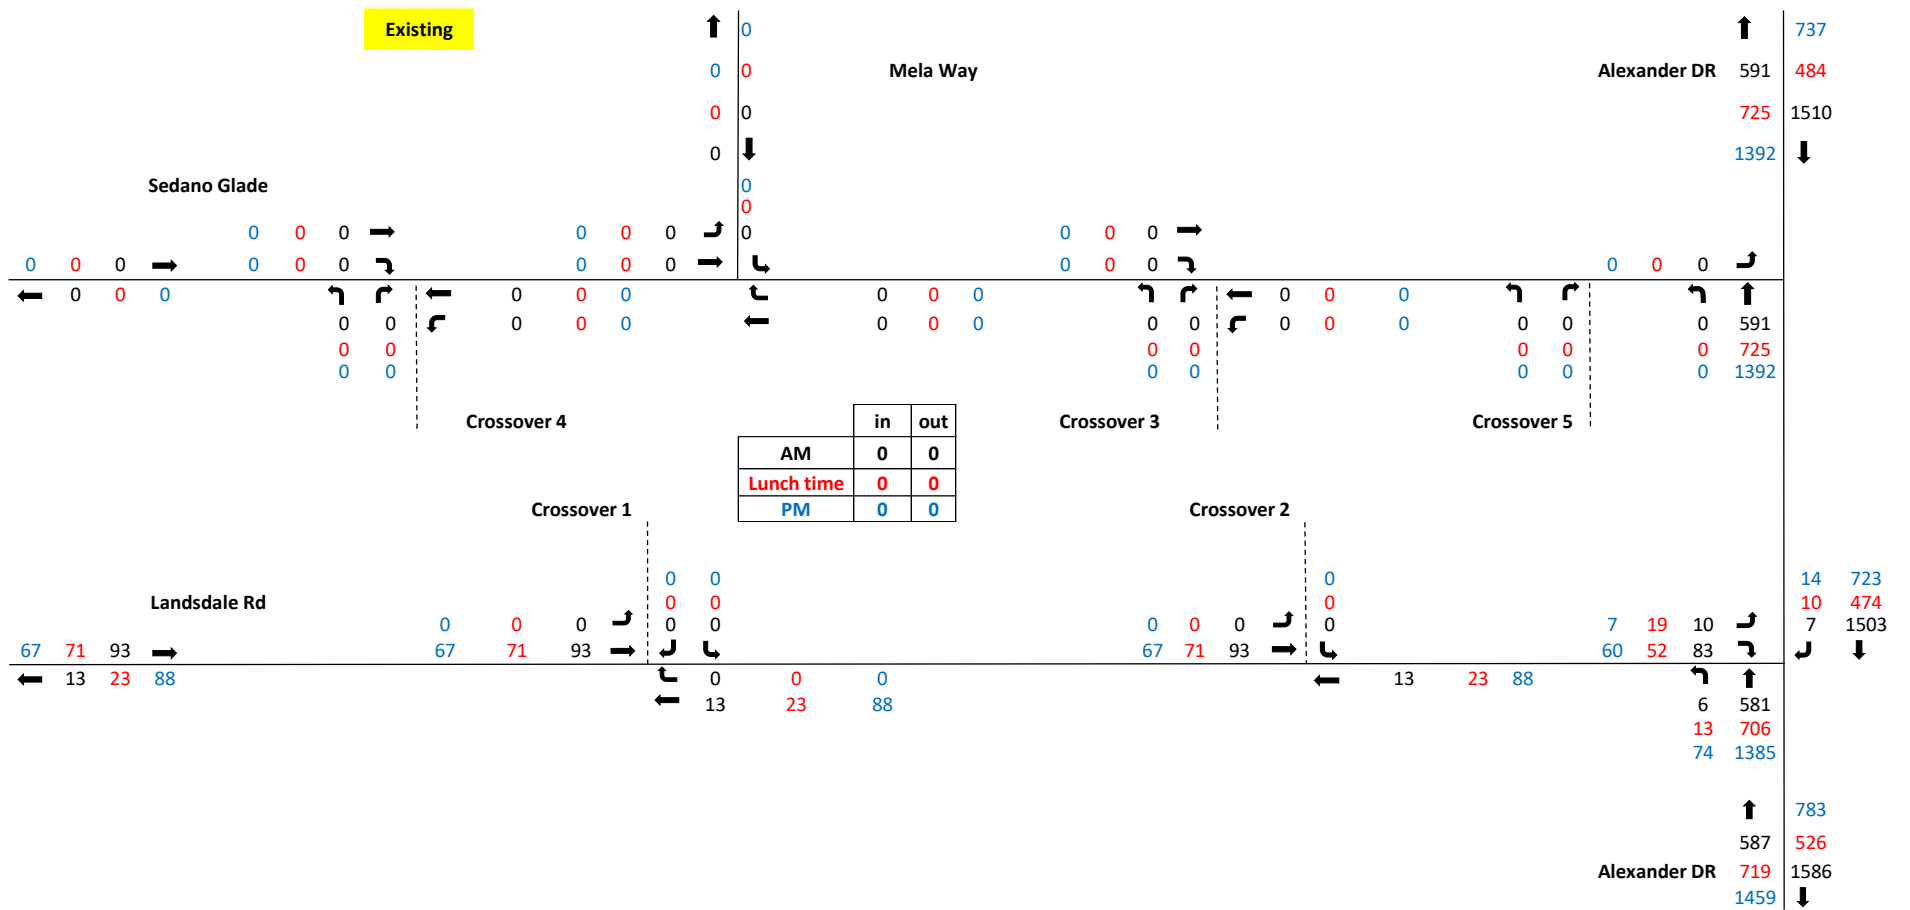 Existing
0
737
0 0
Mela Way
Alexander DR 591 484
0 0
725 1510
0
1392
Sedano Glade
0
0
0 0 0
0 0 0
0
0 0 0
0 0 0
0 0 0
0 0 0
0 0 0
0 0 0
0 0 0
0 0 0
0 0 0
0 0 0
0 0 0
0 0
0 0 0
0 0 0
0 0
0 0 0
0 0
0
591
0 0
0 0
0 0
0
725
0 0
0 0
0 0
0
1392
Crossover 4
Crossover 3
Crossover 5
in out
AM 0 0
Lunch time 0 0
PM 0 0
Crossover 1
Crossover 2
0 0
0
14 723
Landsdale Rd
0 0
0
10 474
0 0 0
0 0
0 0 0
0
7 19 10
7 1503
67 71 93
67 71 93
67 71 93
60 52 83
13 23 88
0 0 0
13 23 88
13 23 88
6 581
13 706
74 1385
783
587 526
Alexander DR 719 1586
1459